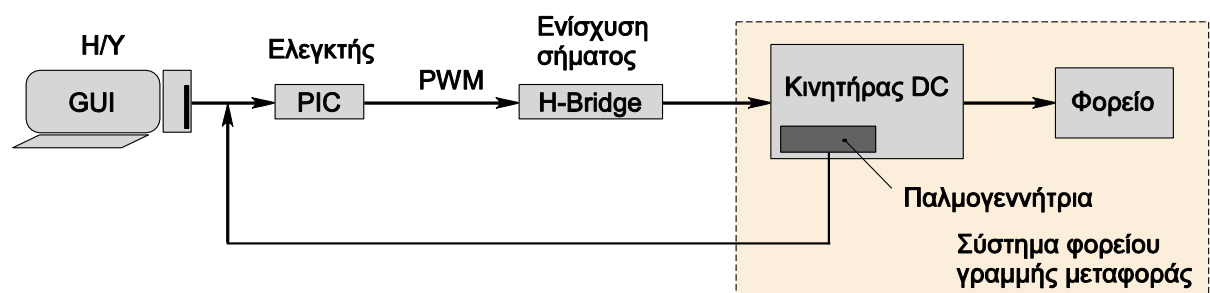 Η/Υ
GUI
Ελεγκτής
PIC
PWM
Ενίσχυση
σήματος
H-Bridge
Κινητήρας DC
Φορείο
Παλμογεννήτρια
Σύστημα φορείου
γραμμής μεταφοράς